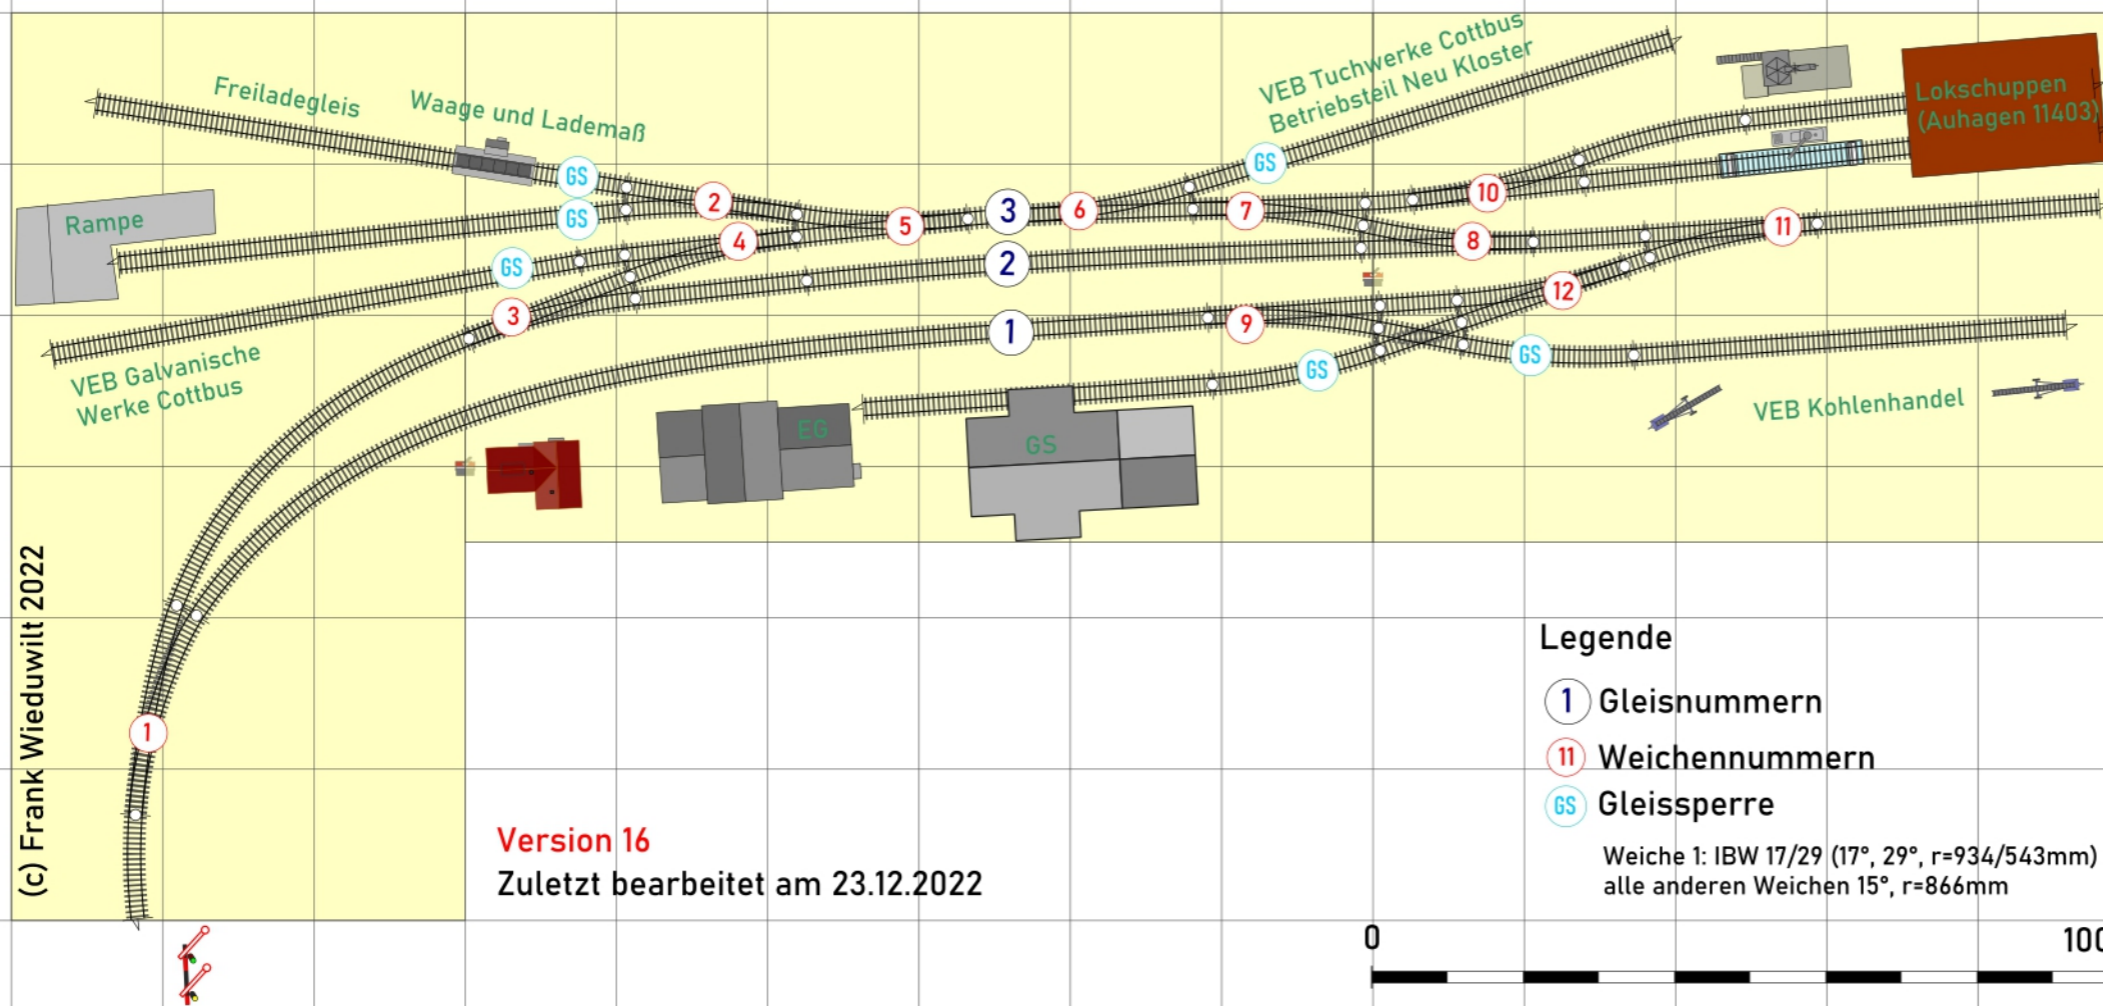 Freiladegleis
Waage und Lademaß
VEB Tuchwerke Cottbus
Betriebsteil Neu Kloster
Lokschuppen
(Auhagen 11403)
GS
GS
GS
2
5
3
6
7
10
Rampe
GS
4
2
8
11
3
1
9
12
GS
GS
VEB Galvanische
Werke Cottbus
EG
GS
VEB Kohlenhandel
(c) Frank Wieduwilt 2022
1
Version 16
Zuletzt bearbeitet am 23.12.2022
Legende
1 Gleisnummern
11 Weichennummern
GS Gleissperre
Weiche 1: IBW 17/29 (17°, 29°, r=934/543mm)
alle anderen Weichen 15°, r=866mm
0
100